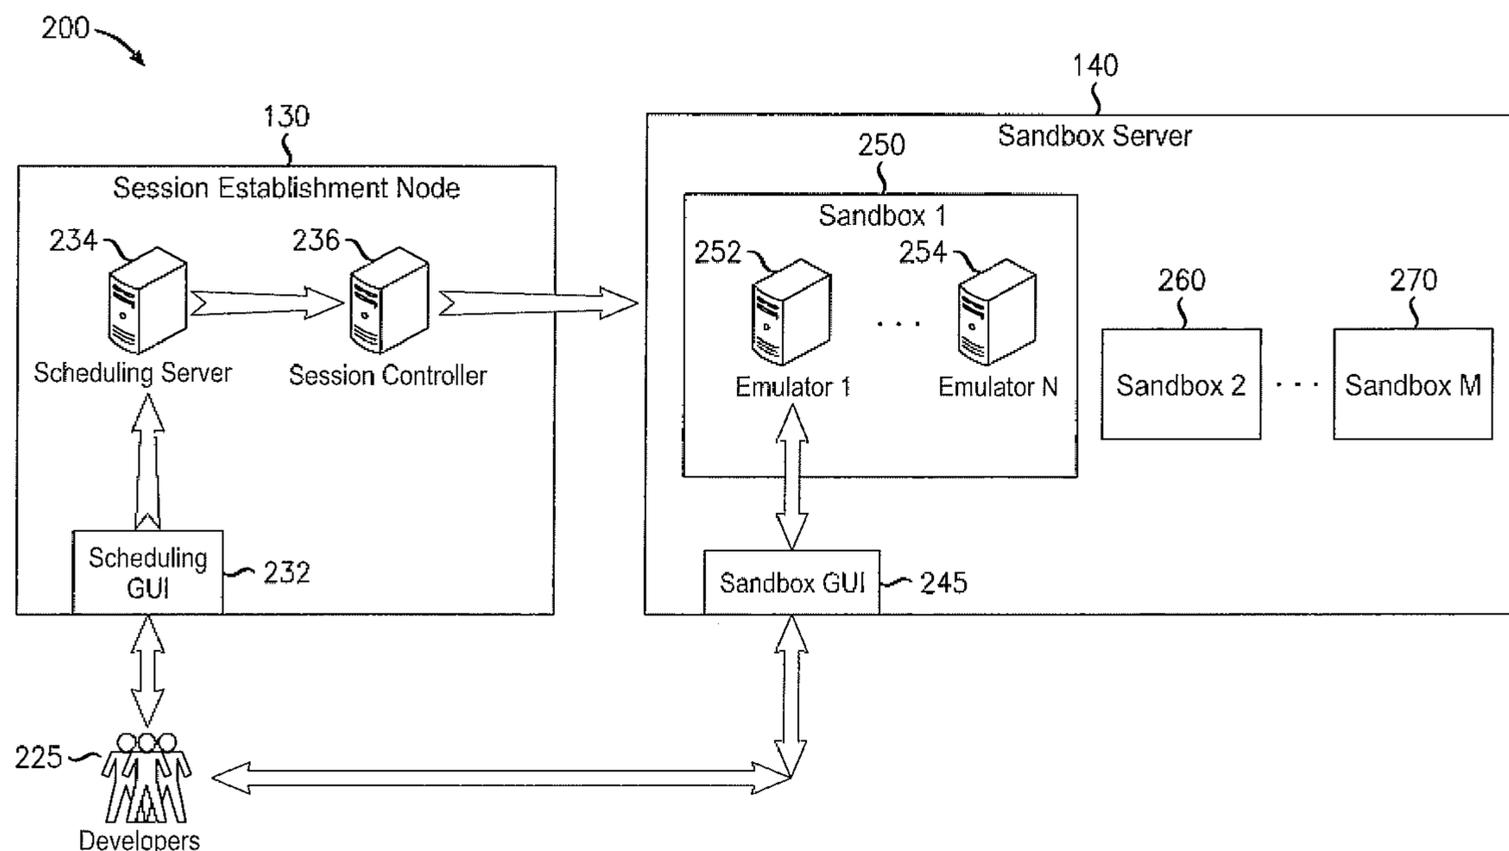 200
130
Session Establishment Node
234
236
Scheduling Server
Session Controller
Scheduling
GUI
232
225
Developers
140
Sandbox Server
250
Sandbox 1
252
254
. . .
Emulator 1
Emulator N
260
Sandbox 2
. . .
270
Sandbox M
Sandbox GUI
245